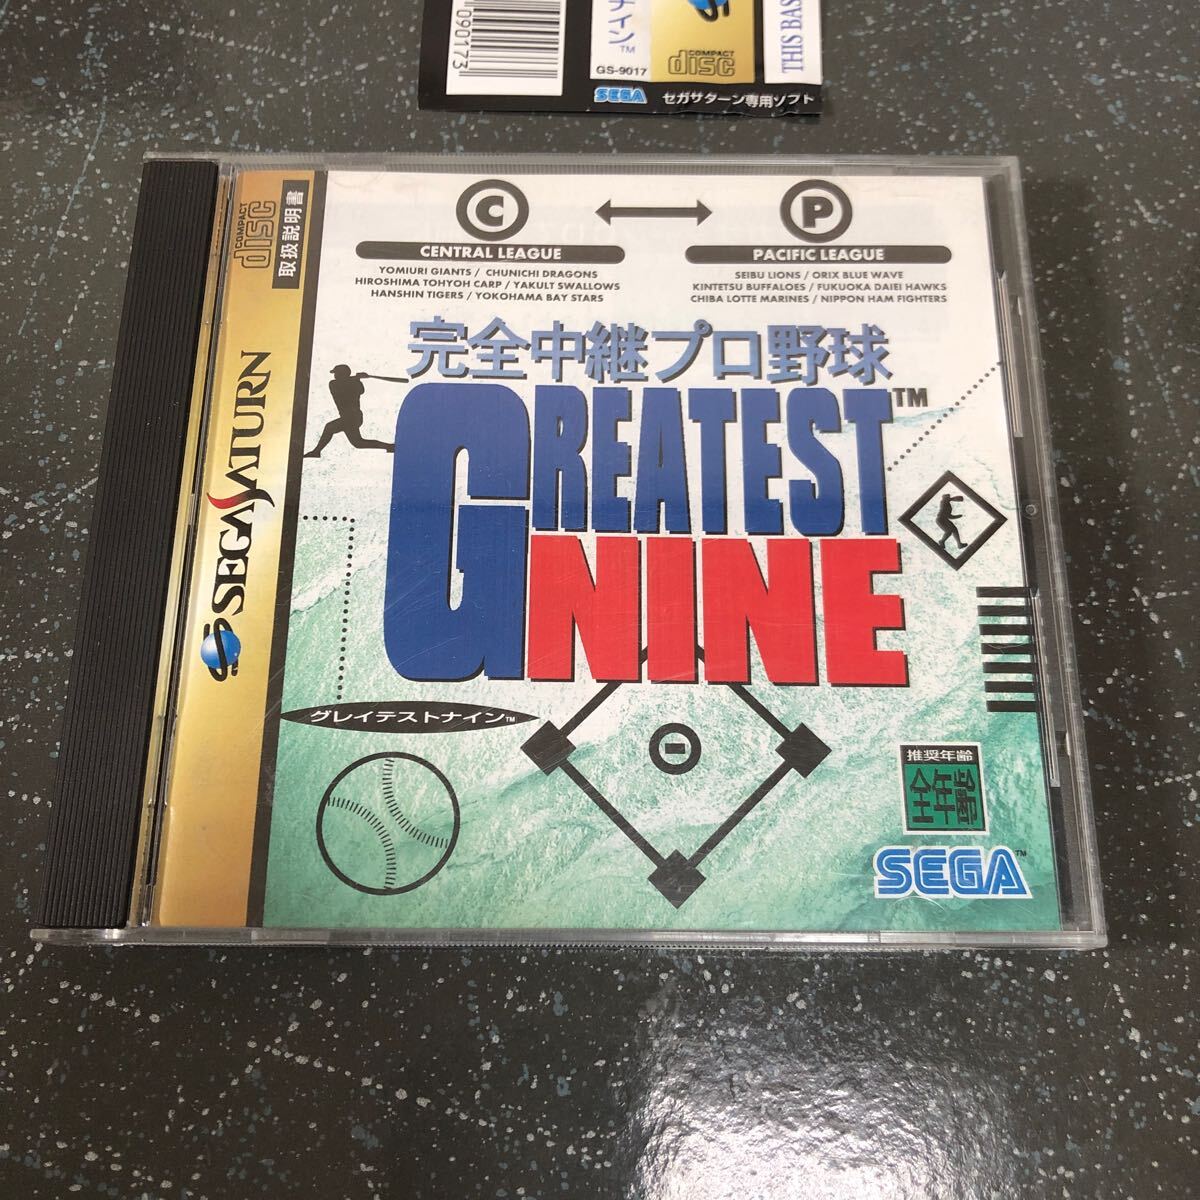 090173
ナイン™
GS-9017
COMPACT
disc
THIS BAS
SEGA セガサターン専用ソフト
COMPACT
disc
取扱説明書
SEGA SATURN
C
P
CENTRAL LEAGUE
YOMIURI GIANTS / CHUNICHI DRAGONS
HIROSHIMA TOHYOH CARP / YAKULT SWALLOWS
HANSHIN TIGERS / YOKOHAMA BAY STARS
PACIFIC LEAGUE
SEIBU LIONS / ORIX BLUE WAVE
KINTETSU BUFFALOES / FUKUOKA DAIEI HAWKS
CHIBA LOTTE MARINES / NIPPON HAM FIGHTERS
完全中継プロ野球
GREATEST™
NINE
グレイテストナイン™
推奨年齢
全年齢
SEGA™